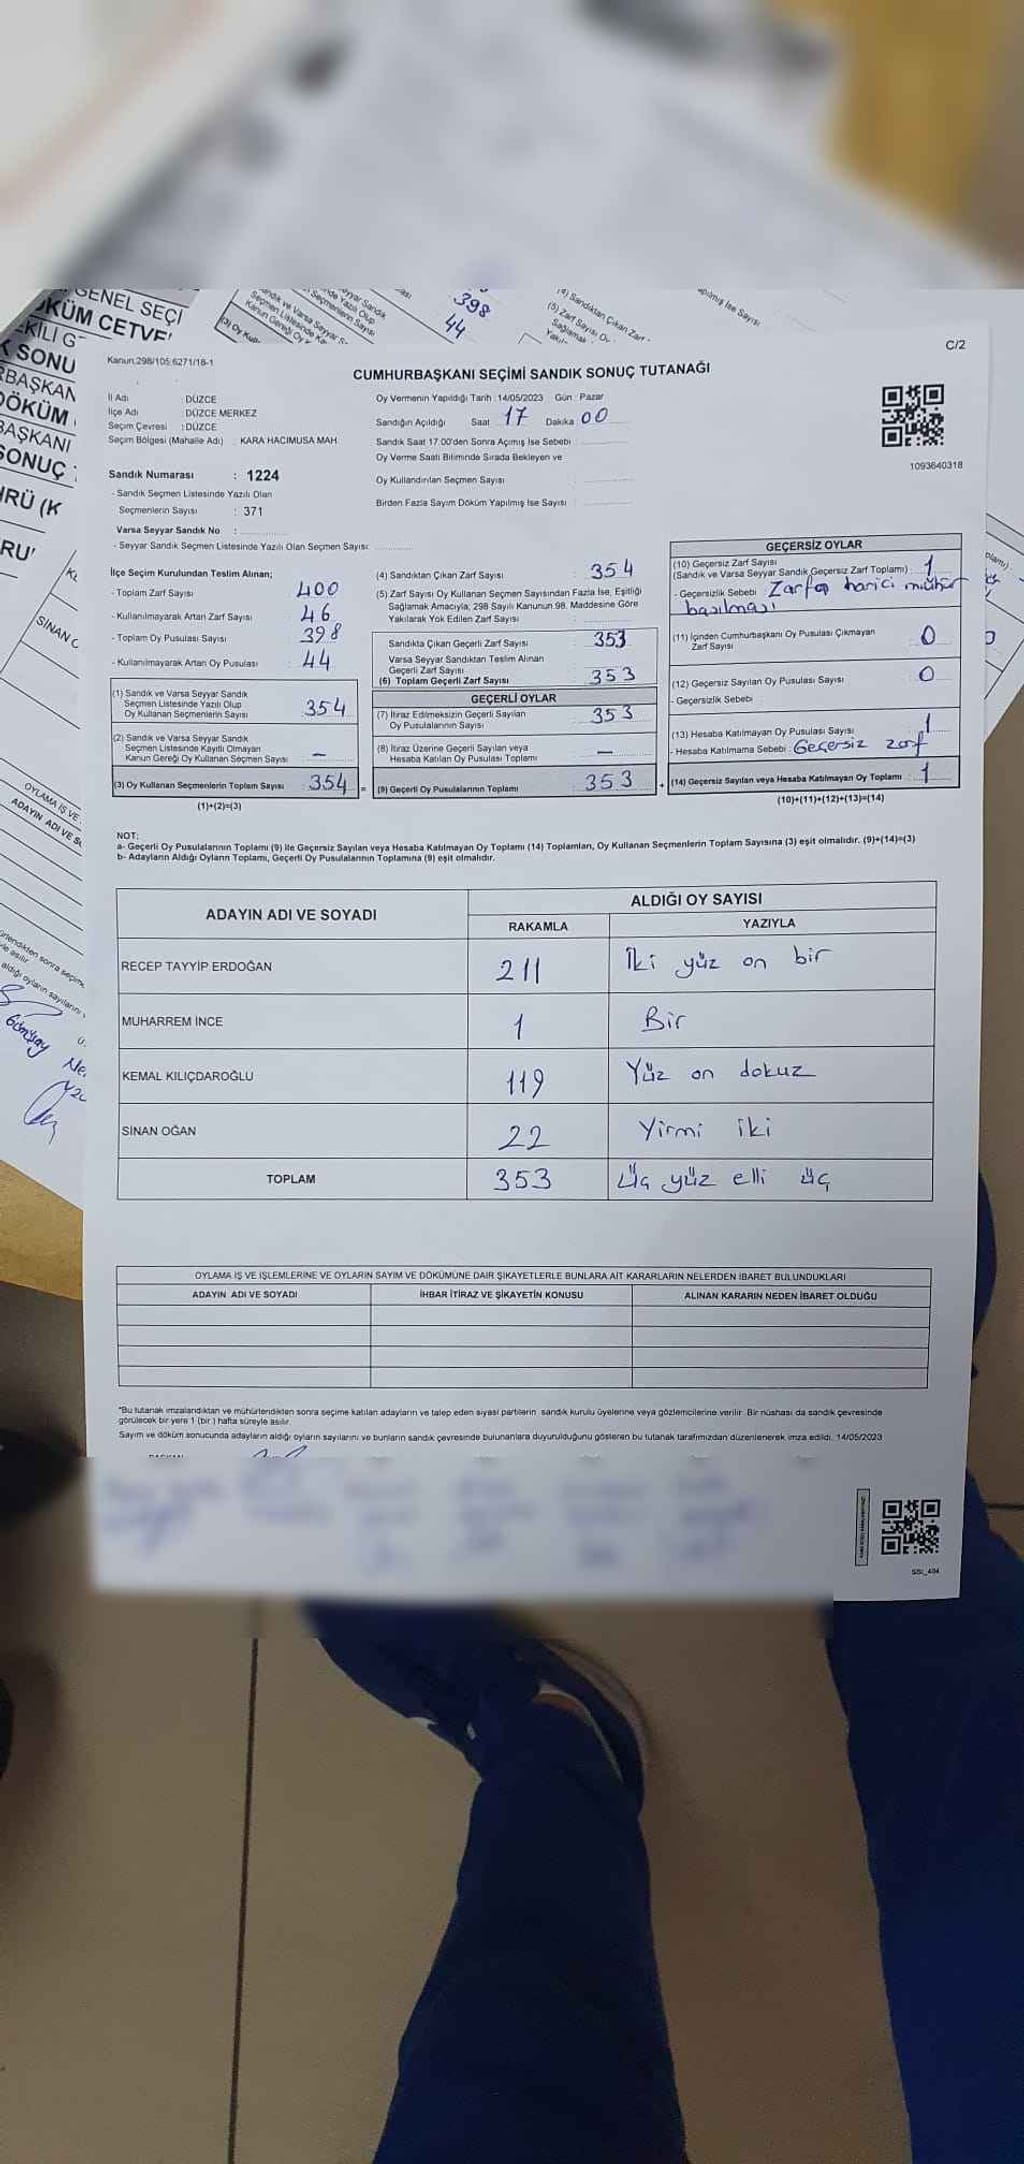 GENEL SEÇİ
KÜM CETVE
398
44
C/2
Kanun:298/105;6271/18-1
CUMHURBAŞKANI SEÇİMİ SANDIK SONUÇ TUTANAĞI
İl Adı : DÜZCE
İlçe Adı : DÜZCE MERKEZ
Seçim Çevresi : DÜZCE
Seçim Bölgesi (Mahalle Adı) : KARA HACIMUSA MAH
Sandık Numarası : 1224
- Sandık Seçmen Listesinde Yazılı Olan
Seçmenlerin Sayısı : 371
Varsa Seyyar Sandık No :
- Seyyar Sandık Seçmen Listesinde Yazılı Olan Seçmen Sayısı:
Oy Vermenin Yapıldığı Tarih :14/05/2023 Gün : Pazar
Sandığın Açıldığı Saat 17 Dakika 00
Sandık Saat 17.00'den Sonra Açımış İse Sebebi :
Oy Verme Saati Bitiminde Sırada Bekleyen ve
Oy Kullandırılan Seçmen Sayısı :
Birden Fazla Sayım Döküm Yapılmış İse Sayısı :
1093640318
İlçe Seçim Kurulundan Teslim Alınan;
- Toplam Zarf Sayısı : 400
- Kullanılmayarak Artan Zarf Sayısı : 46
- Toplam Oy Pusulası Sayısı : 398
- Kullanılmayarak Artan Oy Pusulası : 44
(1) Sandık ve Varsa Seyyar Sandık
Seçmen Listesinde Yazılı Olup
Oy Kullanan Seçmenlerin Sayısı : 354
(2) Sandık ve Varsa Seyyar Sandık
Seçmen Listesinde Kayıtlı Olmayan
Kanun Gereği Oy Kullanan Seçmen Sayısı : —
(3) Oy Kullanan Seçmenlerin Toplam Sayısı : 354 =
(1)+(2)=(3)
(4) Sandıktan Çıkan Zarf Sayısı : 354
(5) Zarf Sayısı Oy Kullanan Seçmen Sayısından Fazla İse, Eşitliği
Sağlamak Amacıyla; 298 Sayılı Kanunun 98. Maddesine Göre
Yakılarak Yok Edilen Zarf Sayısı :
Sandıkta Çıkan Geçerli Zarf Sayısı : 353
Varsa Seyyar Sandıktan Teslim Alınan
Geçerli Zarf Sayısı :
(6) Toplam Geçerli Zarf Sayısı : 353
GEÇERLİ OYLAR
(7) İtiraz Edilmeksizin Geçerli Sayılan
Oy Pusulalarının Sayısı : 353
(8) İtiraz Üzerine Geçerli Sayılan veya
Hesaba Katılan Oy Pusulası Toplamı : —
(9) Geçerli Oy Pusulalarının Toplamı : 353 +
GEÇERSİZ OYLAR
(10) Geçersiz Zarf Sayısı
(Sandık ve Varsa Seyyar Sandık Geçersiz Zarf Toplamı) : 1
- Geçersizlik Sebebi : Zarfa harici mühür
basılması
(11) İçinden Cumhurbaşkanı Oy Pusulası Çıkmayan
Zarf Sayısı : 0
(12) Geçersiz Sayılan Oy Pusulası Sayısı : 0
- Geçersizlik Sebebi :
(13) Hesaba Katılmayan Oy Pusulası Sayısı : 1
- Hesaba Katılmama Sebebi : Geçersiz zarf
(14) Geçersiz Sayılan veya Hesaba Katılmayan Oy Toplamı : 1
(10)+(11)+(12)+(13)=(14)
NOT:
a- Geçerli Oy Pusulalarının Toplamı (9) ile Geçersiz Sayılan veya Hesaba Katılmayan Oy Toplamı (14) Toplamları, Oy Kullanan Seçmenlerin Toplam Sayısına (3) eşit olmalıdır. (9)+(14)=(3)
b- Adayların Aldığı Oyların Toplamı, Geçerli Oy Pusulalarının Toplamına (9) eşit olmalıdır.
ADAYIN ADI VE SOYADI
ALDIĞI OY SAYISI
RAKAMLA YAZIYLA
RECEP TAYYİP ERDOĞAN 211 İki yüz on bir
MUHARREM İNCE 1 Bir
KEMAL KILIÇDAROĞLU 119 Yüz on dokuz
SİNAN OĞAN 22 Yirmi iki
TOPLAM 353 Üç yüz elli üç
OYLAMA İŞ VE İŞLEMLERİNE VE OYLARIN SAYIM VE DÖKÜMÜNE DAİR ŞİKAYETLERLE BUNLARA AİT KARARLARIN NELERDEN İBARET BULUNDUKLARI
ADAYIN ADI VE SOYADI İHBAR İTİRAZ VE ŞİKAYETİN KONUSU ALINAN KARARIN NEDEN İBARET OLDUĞU
*Bu tutanak imzalandıktan ve mühürlendikten sonra seçime katılan adayların ve talep eden siyasi partilerin sandık kurulu üyelerine veya gözlemcilerine verilir. Bir nüshası da sandık çevresinde
görülecek bir yere 1 (bir ) hafta süreyle asılır.
Sayım ve döküm sonucunda adayların aldığı oyların sayılarını ve bunların sandık çevresinde bulunanlara duyurulduğunu gösteren bu tutanak tarafımızdan düzenlenerek imza edildi. 14/05/2023